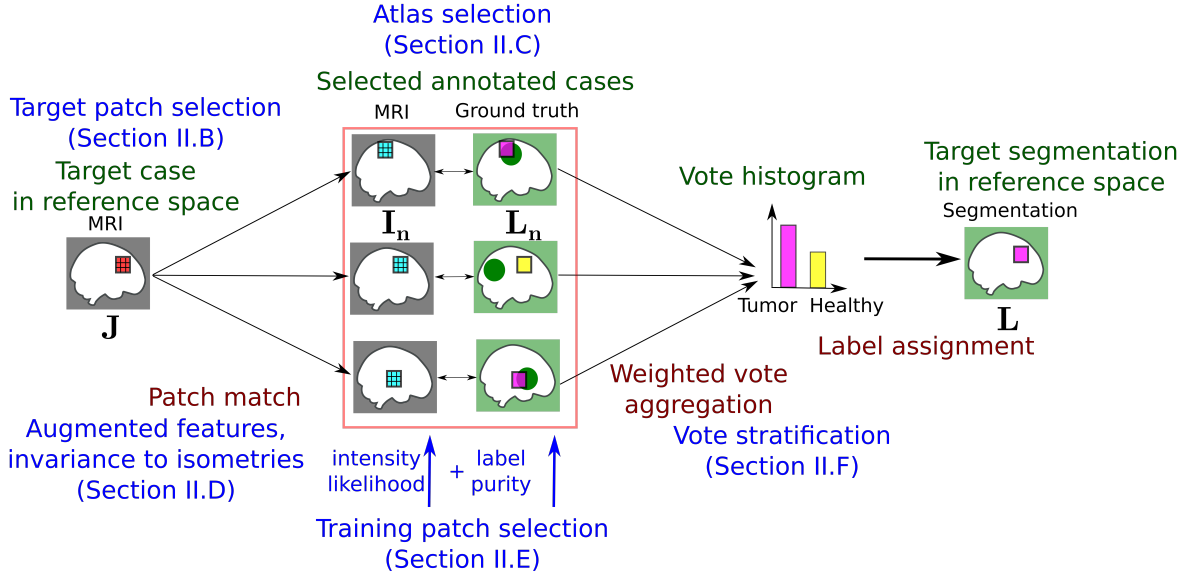 Atlas selection
(Section II.C)
Selected annotated cases
MRI
Ground truth
Target patch selection
(Section II.B)
Target case
in reference space
MRI
J
I_n
L_n
Patch match
Augmented features,
invariance to isometries
(Section II.D)
intensity
likelihood
+
label
purity
Training patch selection
(Section II.E)
Vote histogram
Tumor
Healthy
Weighted vote
aggregation
Vote stratification
(Section II.F)
Label assignment
Target segmentation
in reference space
Segmentation
L